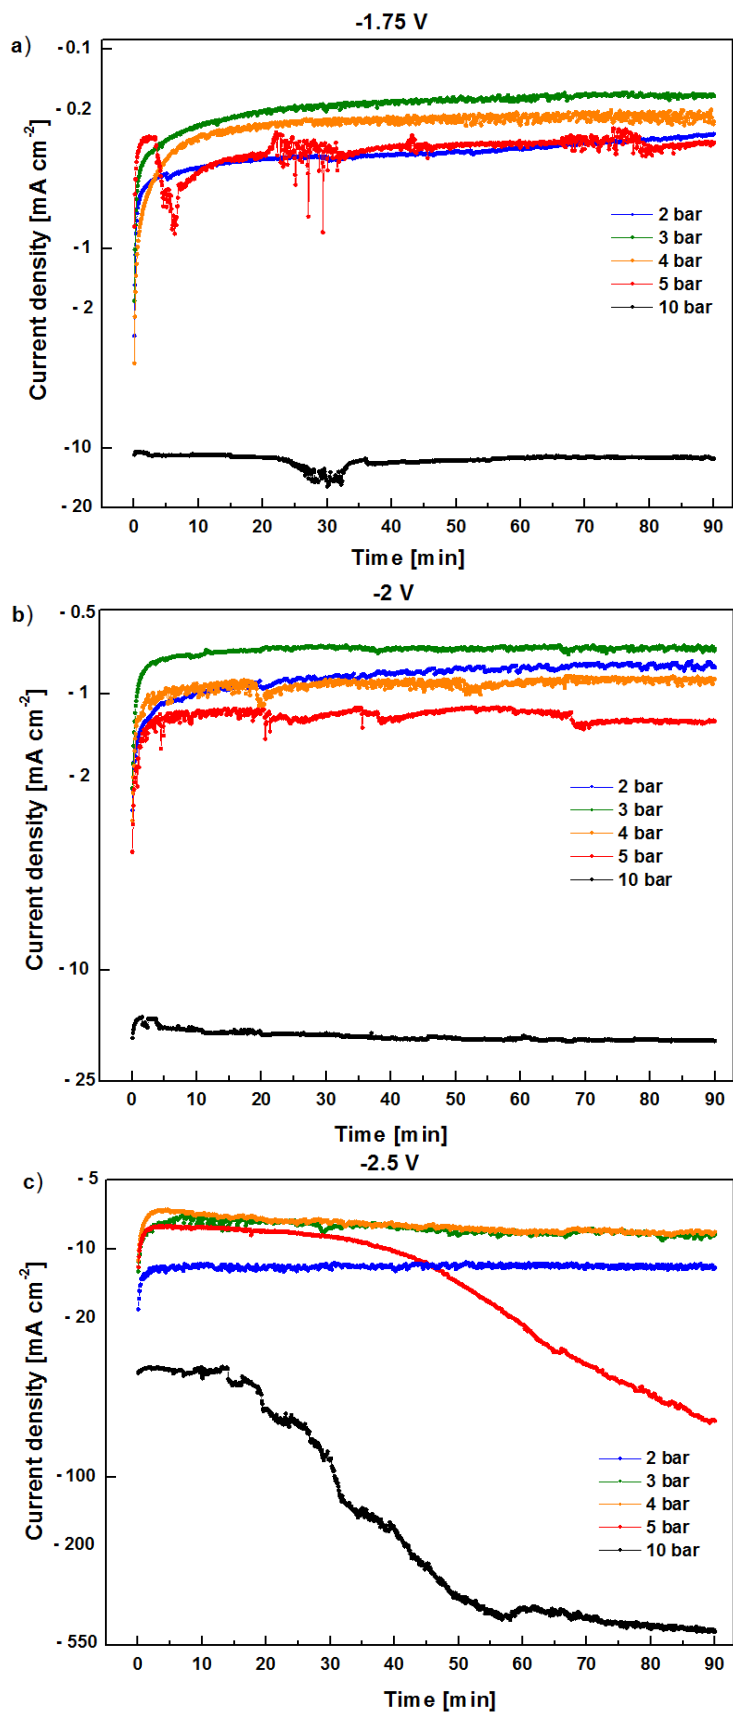 -1.75 V
a)
- 0.1
- 0.2
- 1
- 2
- 10
- 20
Current density [mA cm-2]
2 bar
3 bar
4 bar
5 bar
10 bar
0 10 20 30 40 50 60 70 80 90
Time [min]
-2 V
b)
- 0.5
- 1
- 2
- 10
- 25
Current density [mA cm-2]
2 bar
3 bar
4 bar
5 bar
10 bar
0 10 20 30 40 50 60 70 80 90
Time [min]
-2.5 V
c)
- 5
- 10
- 20
- 100
- 200
- 550
Current density [mA cm-2]
2 bar
3 bar
4 bar
5 bar
10 bar
0 10 20 30 40 50 60 70 80 90
Time [min]